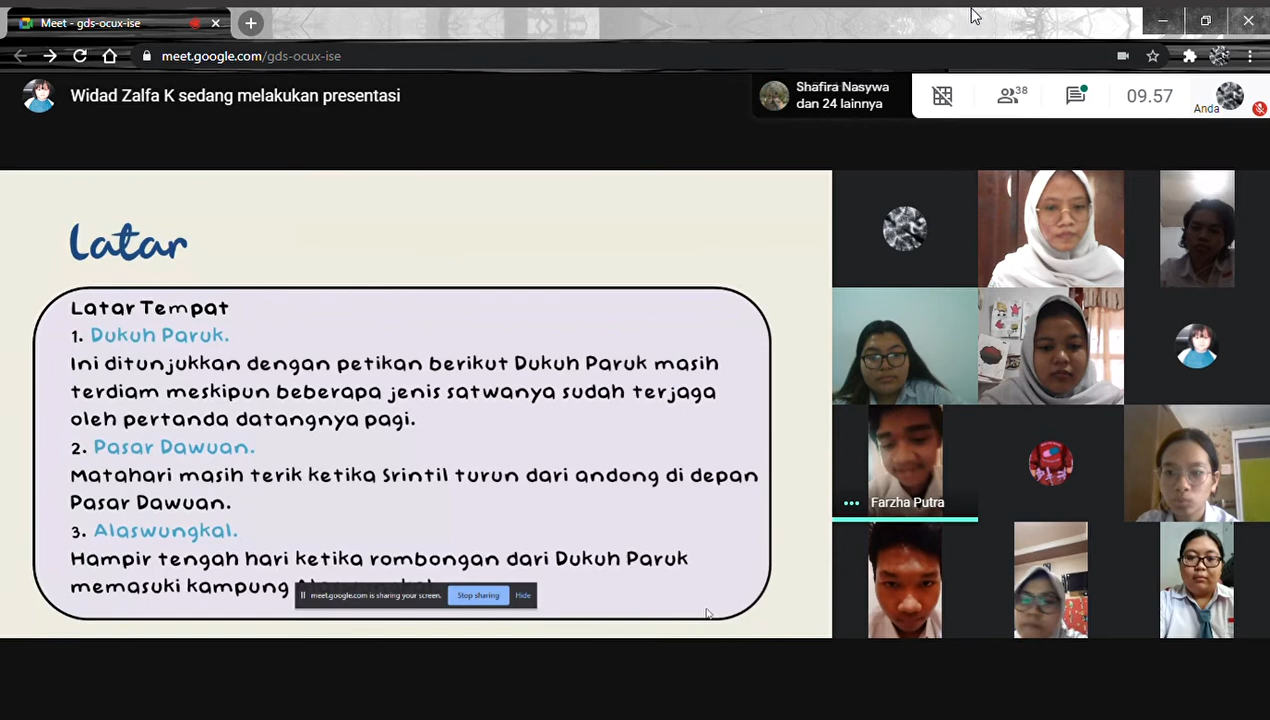 Meet - gds-ocux-ise
meet.google.com/gds-ocux-ise
Widad Zalfa K sedang melakukan presentasi
Shafira Nasywa
dan 24 lainnya
38
09.57
Anda
Latar
Latar Tempat
1. Dukuh Paruk.
Ini ditunjukkan dengan petikan berikut Dukuh Paruk masih
terdiam meskipun beberapa jenis satwanya sudah terjaga
oleh pertanda datangnya pagi.
2. Pasar Dawuan.
Matahari masih terik ketika Srintil turun dari andong di depan
Pasar Dawuan.
3. Alaswungkal.
Hampir tengah hari ketika rombongan dari Dukuh Paruk
memasuki kampung
meet.google.com is sharing your screen.
Stop sharing
Hide
Farzha Putra